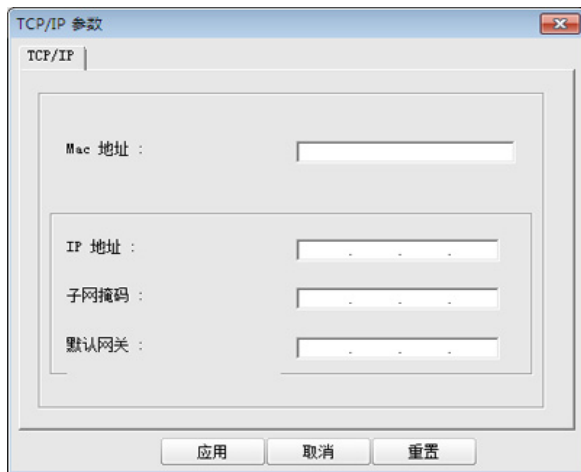 TCP/IP 参数
TCP/IP
Mac 地址 :
IP 地址 :
. . .
子网掩码 :
. . .
默认网关 :
. . .
应用 取消 重置